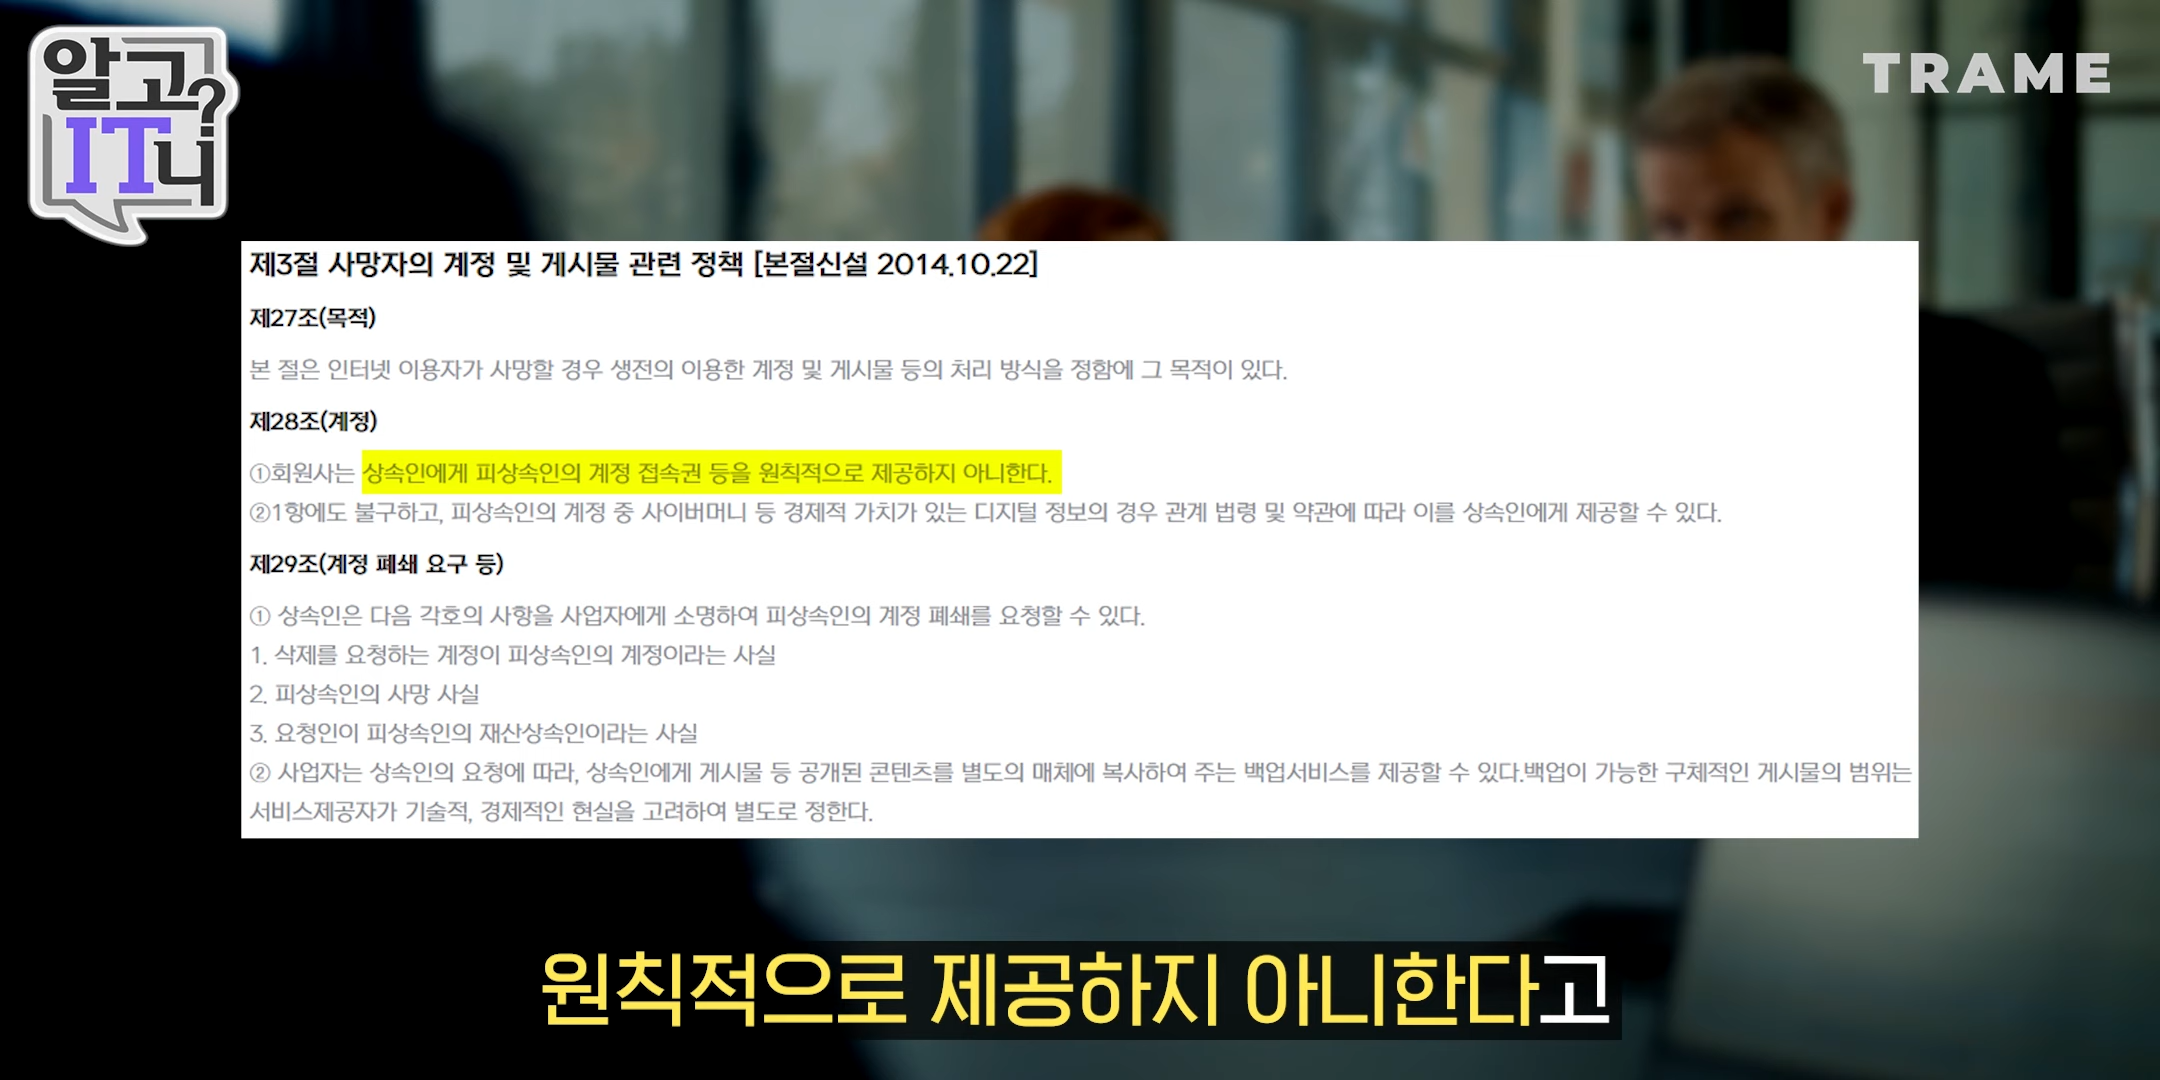 알고?
IT니
TRAME
제3절 사망자의 계정 및 게시물 관련 정책 [본절신설 2014.10.22]
제27조(목적)
본 절은 인터넷 이용자가 사망할 경우 생전의 이용한 계정 및 게시물 등의 처리 방식을 정함에 그 목적이 있다.
제28조(계정)
①회원사는 상속인에게 피상속인의 계정 접속권 등을 원칙적으로 제공하지 아니한다.
②1항에도 불구하고, 피상속인의 계정 중 사이버머니 등 경제적 가치가 있는 디지털 정보의 경우 관계 법령 및 약관에 따라 이를 상속인에게 제공할 수 있다.
제29조(계정 폐쇄 요구 등)
① 상속인은 다음 각호의 사항을 사업자에게 소명하여 피상속인의 계정 폐쇄를 요청할 수 있다.
1. 삭제를 요청하는 계정이 피상속인의 계정이라는 사실
2. 피상속인의 사망 사실
3. 요청인이 피상속인의 재산상속인이라는 사실
② 사업자는 상속인의 요청에 따라, 상속인에게 게시물 등 공개된 콘텐츠를 별도의 매체에 복사하여 주는 백업서비스를 제공할 수 있다.백업이 가능한 구체적인 게시물의 범위는
서비스제공자가 기술적, 경제적인 현실을 고려하여 별도로 정한다.
원칙적으로 제공하지 아니한다고